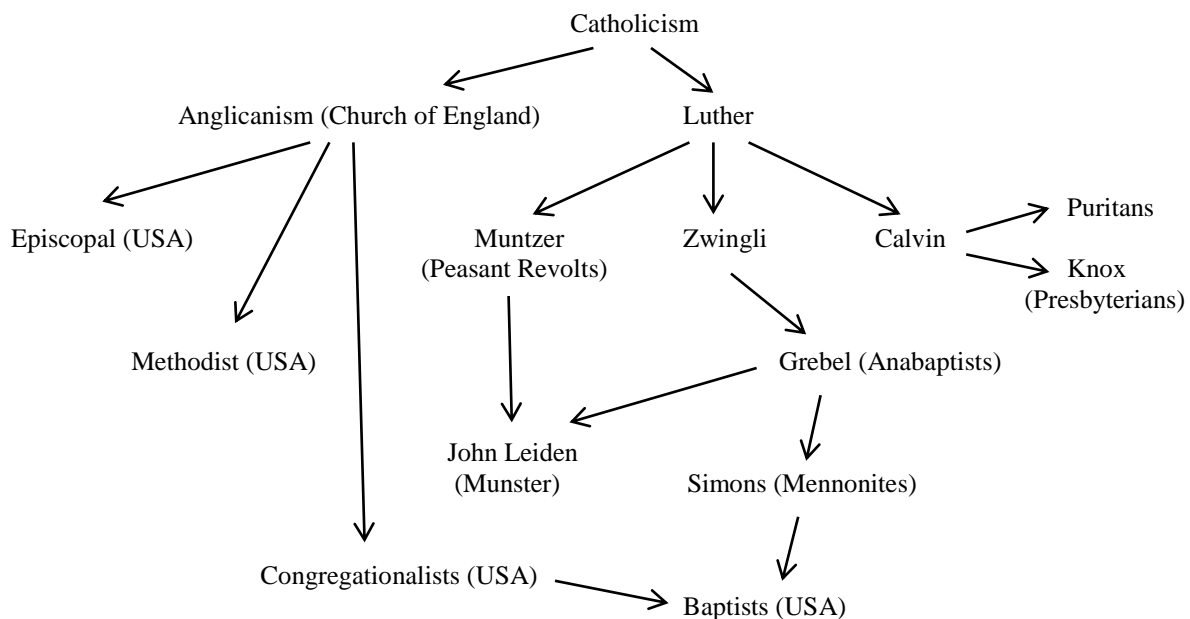 Catholicism
Anglicanism (Church of England)
Luther
Puritans
Episcopal (USA)
Muntzer
(Peasant Revolts)
Zwingli
Calvin
Knox
(Presbyterians)
Methodist (USA)
Grebel (Anabaptists)
John Leiden
(Munster)
Simons (Mennonites)
Congregationalists (USA)
Baptists (USA)